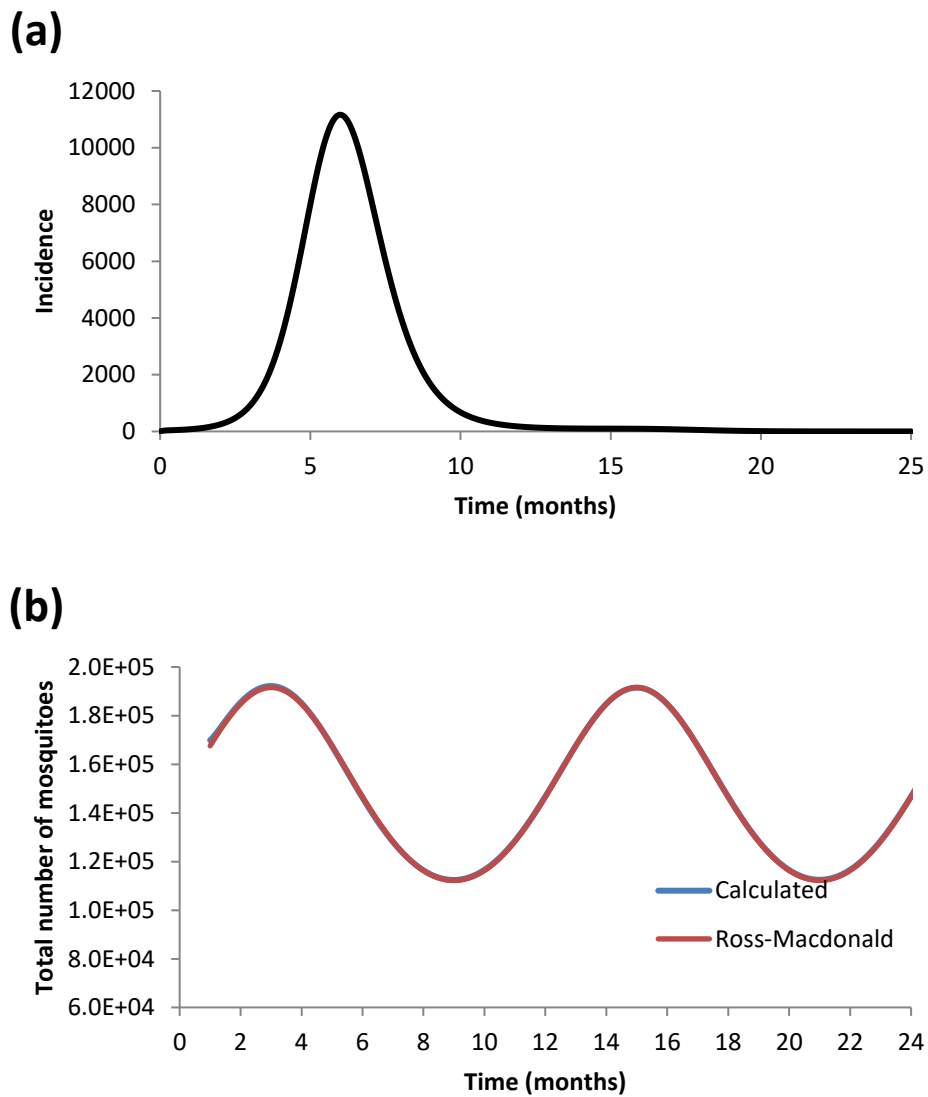 (a)
12000
10000
8000
6000
4000
2000
0
Incidence
0 5 10 15 20 25
Time (months)
(b)
2.0E+05
1.8E+05
1.6E+05
1.4E+05
1.2E+05
1.0E+05
8.0E+04
6.0E+04
Total number of mosquitoes
Calculated
Ross-Macdonald
0 2 4 6 8 10 12 14 16 18 20 22 24
Time (months)